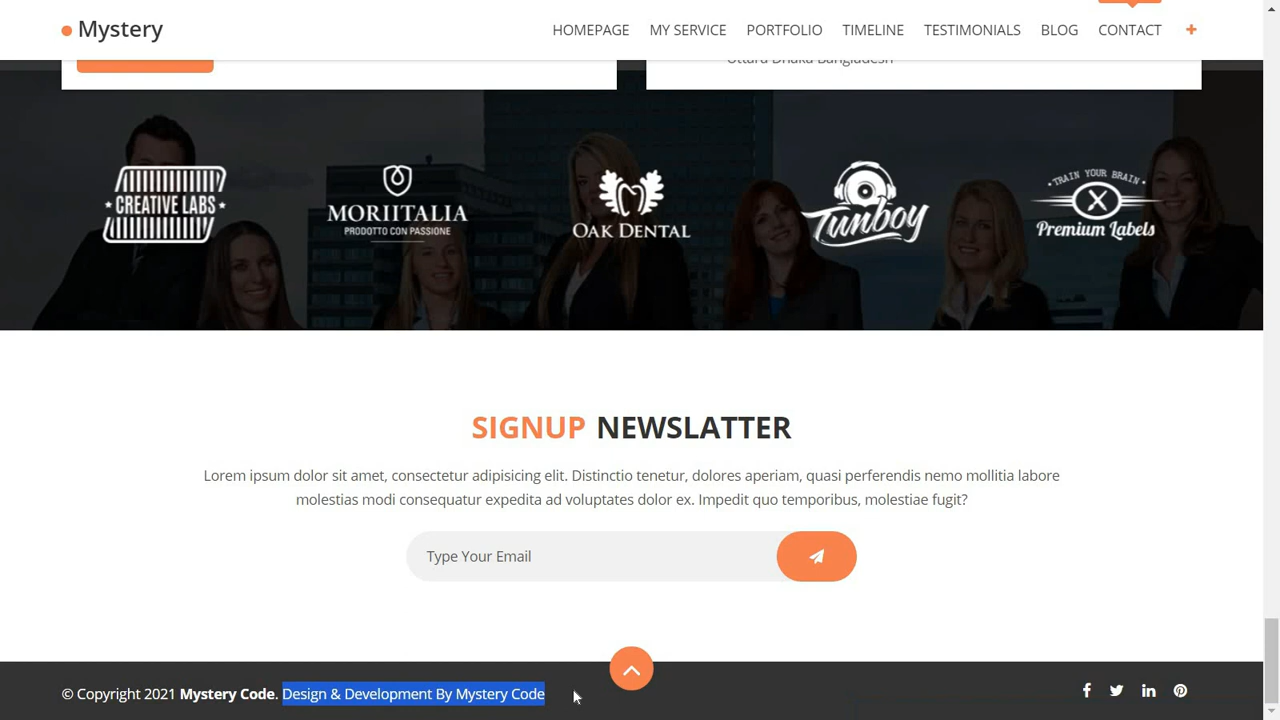 Mystery
HOMEPAGE MY SERVICE PORTFOLIO TIMELINE TESTIMONIALS BLOG CONTACT +
Uttara Dhaka Bangladesh
CREATIVE LABS
MORIITALIA
PRODOTTO CON PASSIONE
OAK DENTAL
Tunboy
TRAIN YOUR BRAIN
X
Premium Labels
SIGNUP NEWSLATTER
Lorem ipsum dolor sit amet, consectetur adipisicing elit. Distinctio tenetur, dolores aperiam, quasi perferendis nemo mollitia labore
molestias modi consequatur expedita ad voluptates dolor ex. Impedit quo temporibus, molestiae fugit?
Type Your Email
© Copyright 2021 Mystery Code. Design & Development By Mystery Code